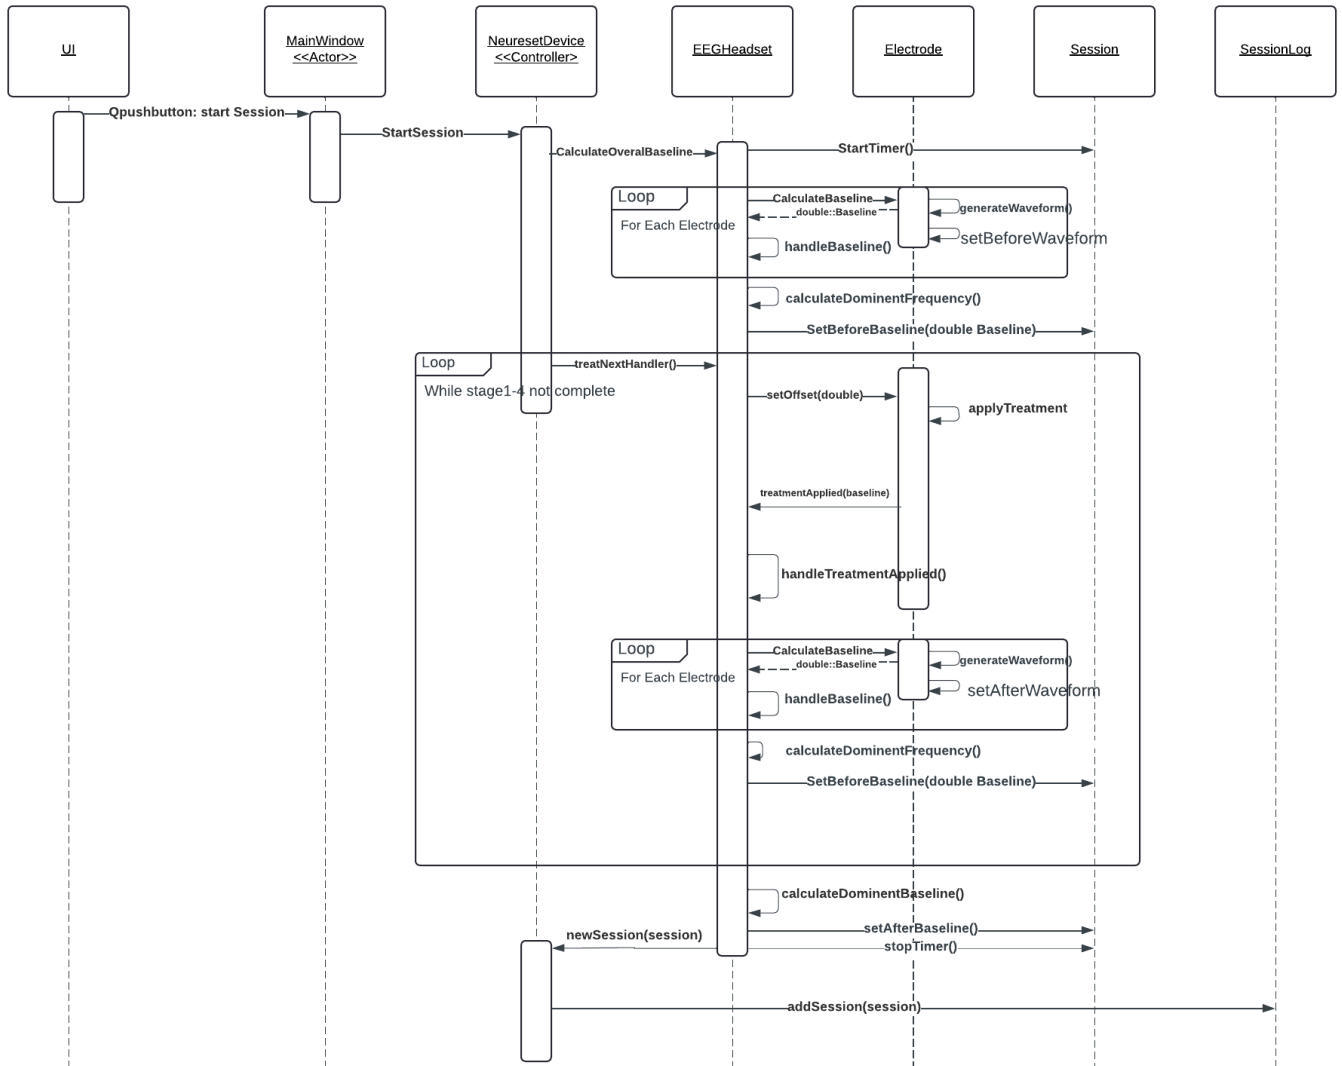 UI
MainWindow
<<Actor>>
NeuresetDevice
<<Controller>
EEGHeadset
Electrode
Session
SessionLog
Qpushbutton: start Session
StartSession
CalculateOveralBaseline
StartTimer()
Loop
For Each Electrode
CalculateBaseline
double::Baseline
generateWaveform()
setBeforeWaveform
handleBaseline()
calculateDominentFrequency()
SetBeforeBaseline(double Baseline)
Loop
While stage1-4 not complete
treatNextHandler()
setOffset(double)
applyTreatment
treatmentApplied(baseline)
handleTreatmentApplied()
Loop
For Each Electrode
CalculateBaseline
double::Baseline
generateWaveform()
setAfterWaveform
handleBaseline()
calculateDominentFrequency()
SetBeforeBaseline(double Baseline)
calculateDominentBaseline()
setAfterBaseline()
newSession(session)
stopTimer()
addSession(session)